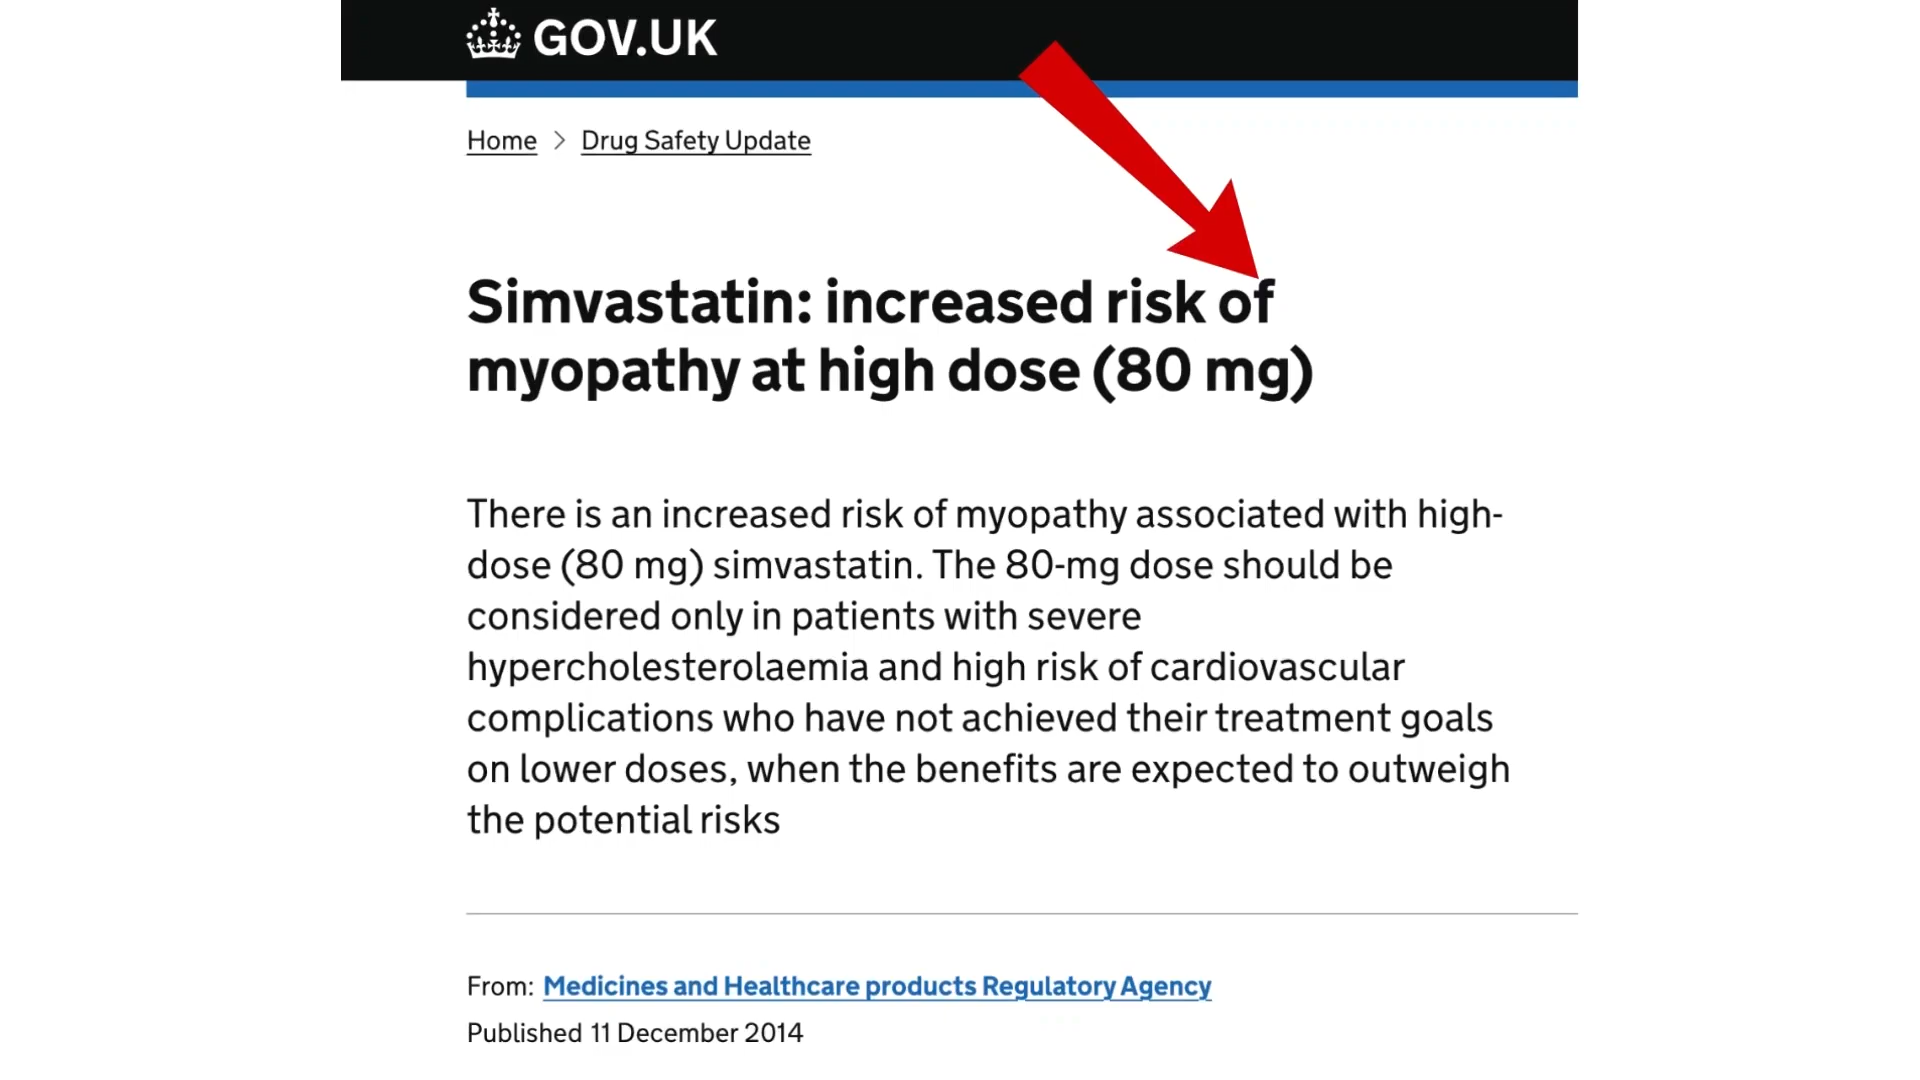 GOV.UK
Home > Drug Safety Update
Simvastatin: increased risk of
myopathy at high dose (80 mg)
There is an increased risk of myopathy associated with high-
dose (80 mg) simvastatin. The 80-mg dose should be
considered only in patients with severe
hypercholesterolaemia and high risk of cardiovascular
complications who have not achieved their treatment goals
on lower doses, when the benefits are expected to outweigh
the potential risks
From: Medicines and Healthcare products Regulatory Agency
Published 11 December 2014